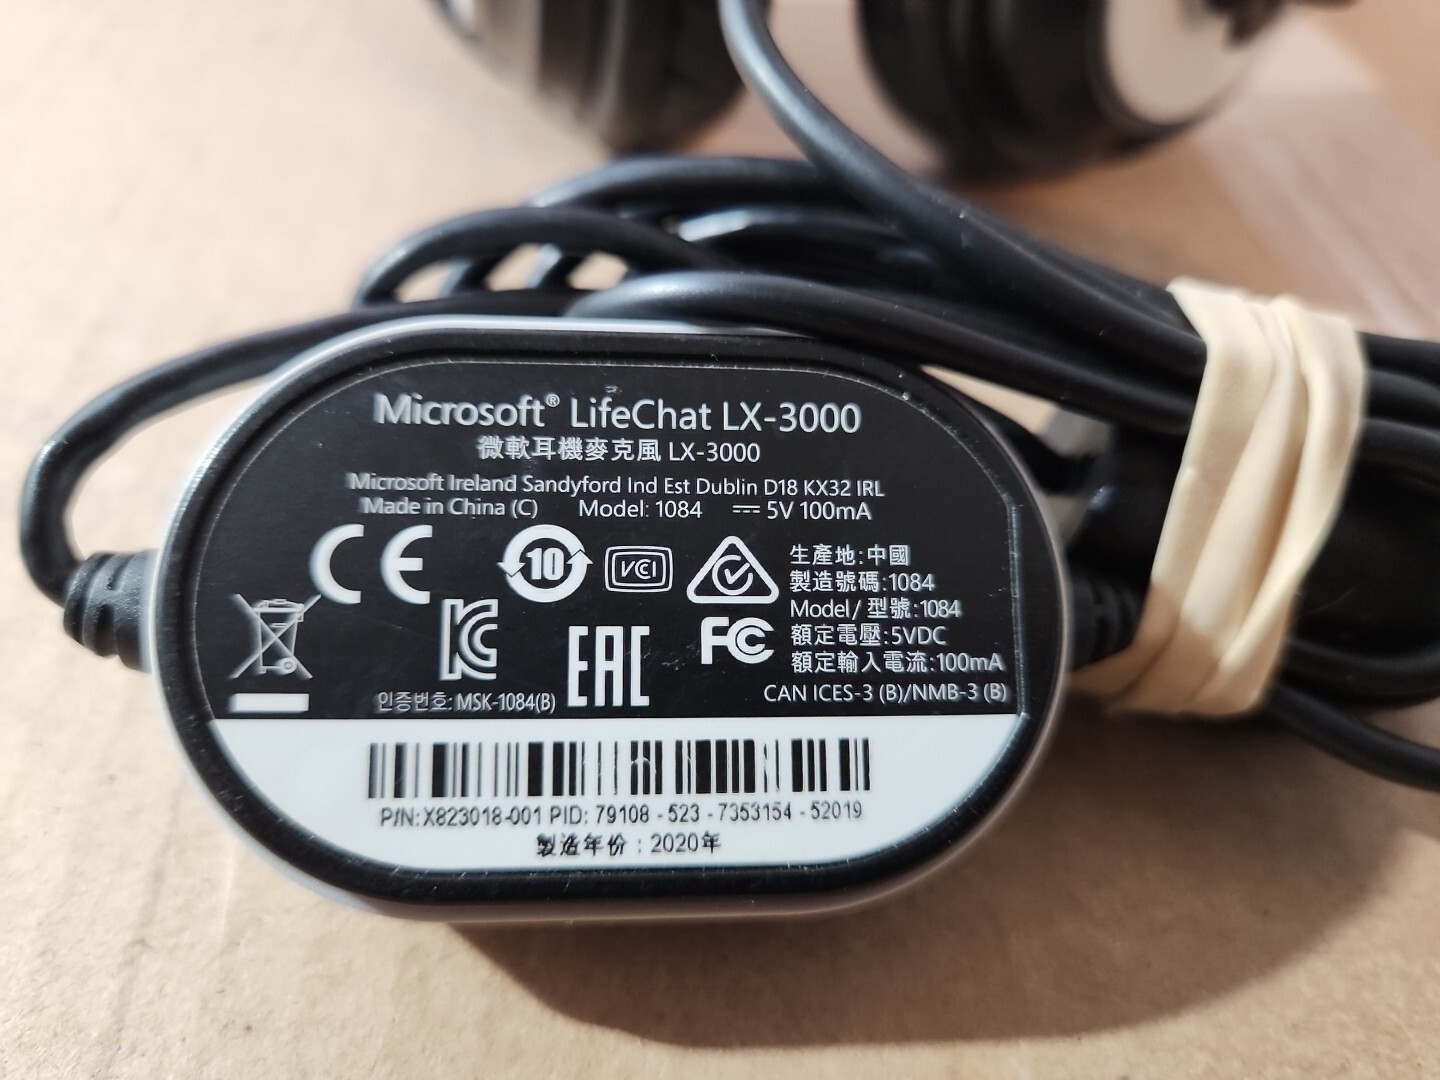 Microsoft® LifeChat LX-3000
微軟耳機麥克風 LX-3000
Microsoft Ireland Sandyford Ind Est Dublin D18 KX32 IRL
Made in China (C) Model: 1084 ⎓ 5V 100mA
CE
10
VCI
生產地:中國
製造號碼:1084
Model/ 型號:1084
額定電壓:5VDC
額定輸入電流:100mA
KC
EAC
FC
인증번호: MSK-1084(B)
CAN ICES-3 (B)/NMB-3 (B)
P/N: X823018-001 PID: 79108 - 523 - 7353154 - 52019
製造年份：2020年